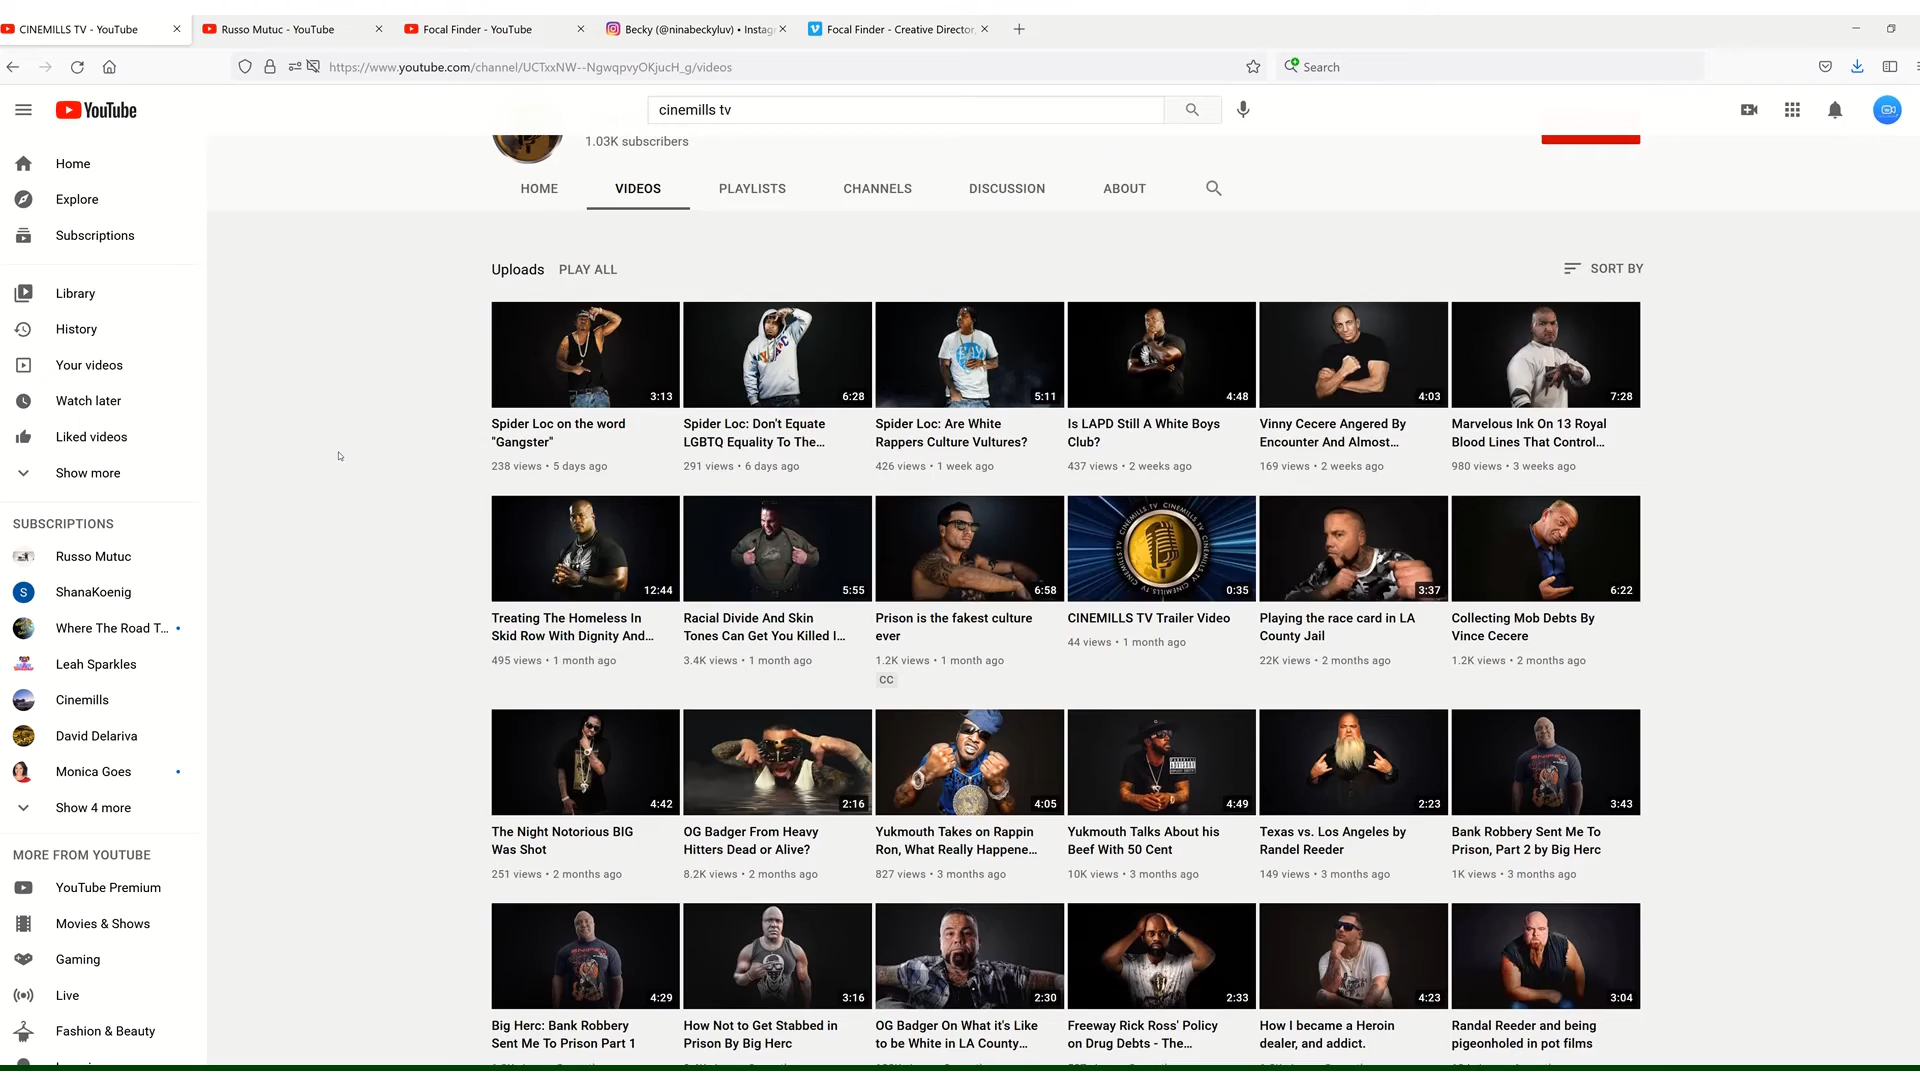 CINEMILLS TV - YouTube
Russo Mutuc - YouTube
Focal Finder - YouTube
Becky (@ninabeckyluv) • Instag
Focal Finder - Creative Director,
https://www.youtube.com/channel/UCTxxNW--NgwqpvyOKjucH_g/videos
Search
YouTube
cinemills tv
1.03K subscribers
HOME VIDEOS PLAYLISTS CHANNELS DISCUSSION ABOUT
Home
Explore
Subscriptions
Library
History
Your videos
Watch later
Liked videos
Show more
SUBSCRIPTIONS
Russo Mutuc
S ShanaKoenig
Where The Road T...
Leah Sparkles
Cinemills
David Delariva
Monica Goes
Show 4 more
MORE FROM YOUTUBE
YouTube Premium
Movies & Shows
Gaming
Live
Fashion & Beauty
Uploads PLAY ALL
SORT BY
3:13
Spider Loc on the word
"Gangster"
238 views • 5 days ago
6:28
Spider Loc: Don't Equate
LGBTQ Equality To The...
291 views • 6 days ago
5:11
Spider Loc: Are White
Rappers Culture Vultures?
426 views • 1 week ago
4:48
Is LAPD Still A White Boys
Club?
437 views • 2 weeks ago
4:03
Vinny Cecere Angered By
Encounter And Almost...
169 views • 2 weeks ago
7:28
Marvelous Ink On 13 Royal
Blood Lines That Control...
980 views • 3 weeks ago
12:44
Treating The Homeless In
Skid Row With Dignity And...
495 views • 1 month ago
5:55
Racial Divide And Skin
Tones Can Get You Killed I...
3.4K views • 1 month ago
6:58
Prison is the fakest culture
ever
1.2K views • 1 month ago
CC
CINEMILLS TV CINEMILLS TV CINEMILLS TV
0:35
CINEMILLS TV Trailer Video
44 views • 1 month ago
3:37
Playing the race card in LA
County Jail
22K views • 2 months ago
6:22
Collecting Mob Debts By
Vince Cecere
1.2K views • 2 months ago
4:42
The Night Notorious BIG
Was Shot
251 views • 2 months ago
2:16
OG Badger From Heavy
Hitters Dead or Alive?
8.2K views • 2 months ago
4:05
Yukmouth Takes on Rappin
Ron, What Really Happene...
827 views • 3 months ago
4:49
Yukmouth Talks About his
Beef With 50 Cent
10K views • 3 months ago
2:23
Texas vs. Los Angeles by
Randel Reeder
149 views • 3 months ago
3:43
Bank Robbery Sent Me To
Prison, Part 2 by Big Herc
1K views • 3 months ago
4:29
Big Herc: Bank Robbery
Sent Me To Prison Part 1
3:16
How Not to Get Stabbed in
Prison By Big Herc
2:30
OG Badger On What it's Like
to be White in LA County...
2:33
Freeway Rick Ross' Policy
on Drug Debts - The...
4:23
How I became a Heroin
dealer, and addict.
3:04
Randal Reeder and being
pigeonholed in pot films